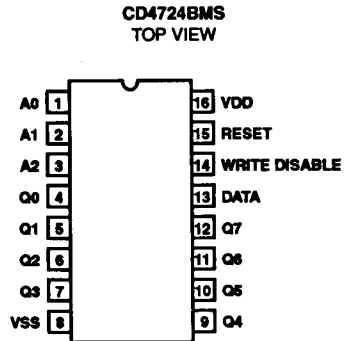 CD4724BMS
TOP VIEW
A0 1 16 VDD
A1 2 15 RESET
A2 3 14 WRITE DISABLE
Q0 4 13 DATA
Q1 5 12 Q7
Q2 6 11 Q6
Q3 7 10 Q5
VSS 8 9 Q4